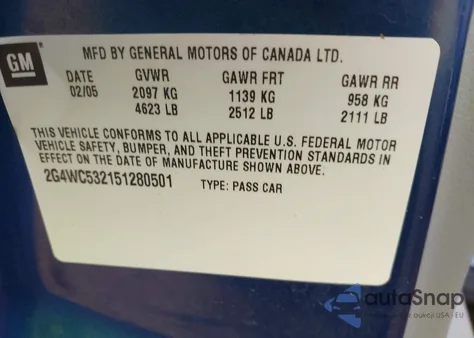 GM
MFD BY GENERAL MOTORS OF CANADA LTD.
DATE GVWR GAWR FRT GAWR RR
02/05 2097 KG 1139 KG 958 KG
4623 LB 2512 LB 2111 LB
THIS VEHICLE CONFORMS TO ALL APPLICABLE U.S. FEDERAL MOTOR
VEHICLE SAFETY, BUMPER, AND THEFT PREVENTION STANDARDS IN
EFFECT ON THE DATE OF MANUFACTURE SHOWN ABOVE.
2G4WC532151280501 TYPE: PASS CAR
autoSnap
aukcji USA - EU